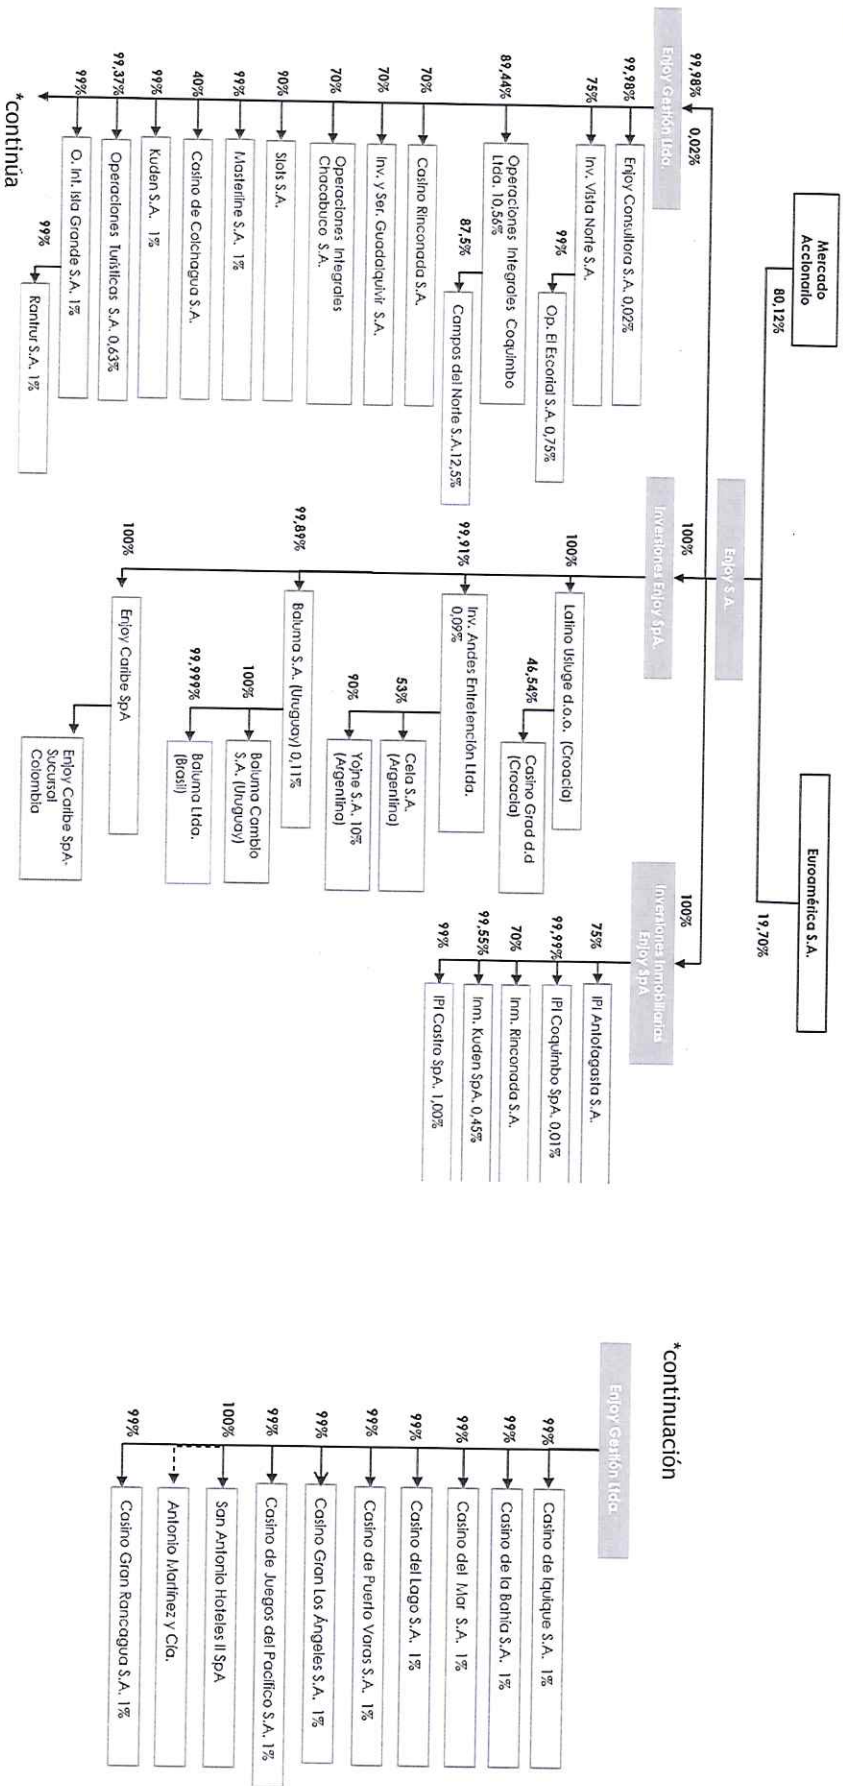 Mercado
Accionario
80,12%
Euroamérica S.A.
19,70%
Enjoy S.A.
99,98%
0,02%
100%
100%
Enjoy Gestión Ltda.
Inversiones Enjoy SpA.
Inversiones Inmobiliarias
Enjoy SpA
99,98%
Enjoy Consultora S.A. 0,02%
75%
Inv. Vista Norte S.A.
99%
Op. El Escorial S.A. 0,75%
89,44%
Operaciones Integrales Coquimbo
Ltda. 10,56%
87,5%
Campos del Norte S.A.12,5%
70%
Casino Rinconada S.A.
70%
Inv. y Ser. Guadalquivir S.A.
70%
Operaciones Integrales
Chacabuco S.A.
90%
Slots S.A.
99%
Masterline S.A. 1%
40%
Casino de Colchagua S.A.
99%
Kuden S.A. 1%
99,37%
Operaciones Turísticas S.A. 0,63%
99%
O. Int. Isla Grande S.A. 1%
99%
Rantrur S.A. 1%
*continúa
100%
Latino Usluge d.o.o. (Croacia)
46,54%
Casino Grad d.d
(Croacia)
99,91%
Inv. Andes Entretención Ltda.
0,09%
53%
Cela S.A.
(Argentina)
90%
Yojne S.A. 10%
(Argentina)
99,89%
Baluma S.A. (Uruguay) 0,11%
100%
Baluma Cambio
S.A. (Uruguay)
99,999%
Baluma Ltda.
(Brasil)
100%
Enjoy Caribe SpA
Enjoy Caribe SpA-
Sucursal
Colombia
75%
IPI Antofagasta S.A.
99,99%
IPI Coquimbo SpA. 0,01%
70%
Inm. Rinconada S.A.
99,55%
Inm. Kuden SpA. 0,45%
99%
IPI Castro SpA. 1,00%
*continuación
Enjoy Gestión Ltda.
99%
Casino de Iquique S.A. 1%
99%
Casino de la Bahía S.A. 1%
99%
Casino del Mar S.A. 1%
99%
Casino del Lago S.A. 1%
99%
Casino de Puerto Varas S.A. 1%
99%
Casino Gran Los Ángeles S.A. 1%
99%
Casino de Juegos del Pacífico S.A. 1%
100%
San Antonio Hoteles II SpA
Antonio Martínez y Cía.
99%
Casino Gran Rancagua S.A. 1%